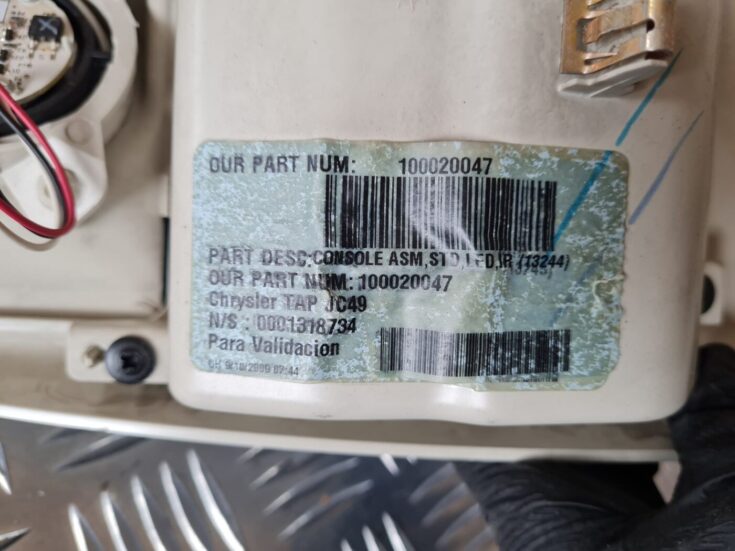 OUR PART NUM: 100020047
PART DESC:CONSOLE ASM,STD,LED,IR (13244)
OUR PART NUM:100020047
Chrysler TAP JC49
N/S : 0001318734
Para Validacion